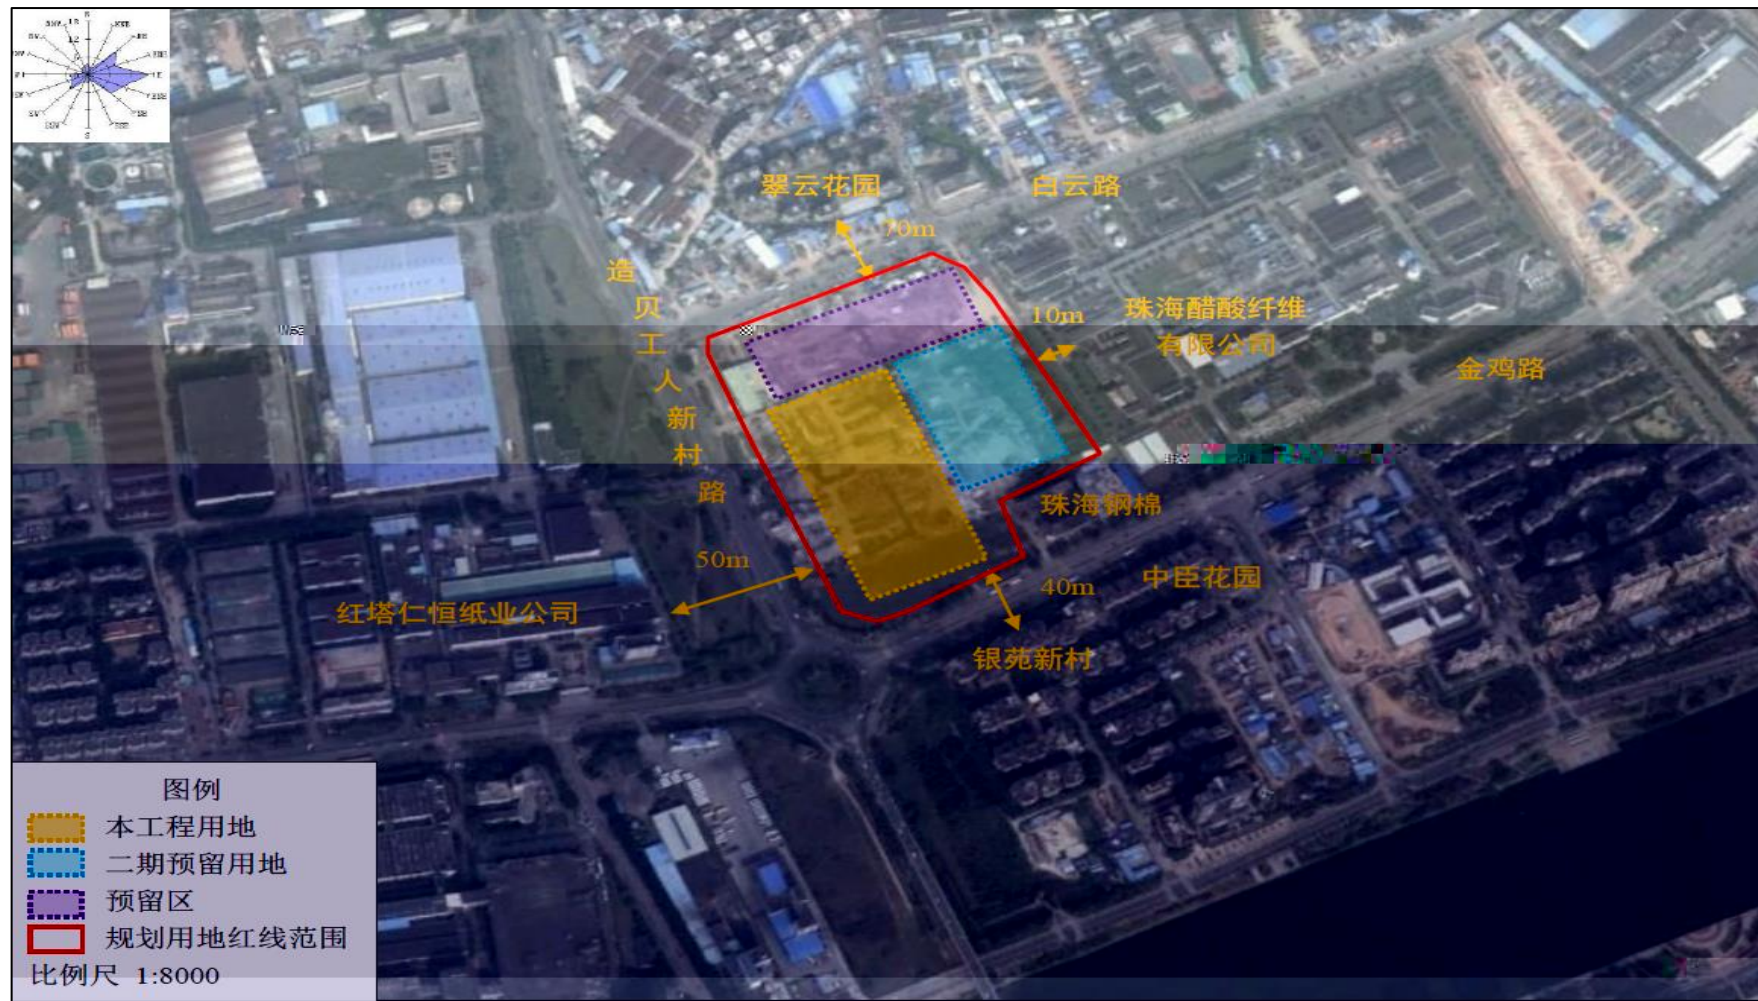 翠云花园
白云路
70m
造贝工人新村路
10m
珠海醋酸纤维
有限公司
金鸡路
珠海钢棉
50m
40m
中臣花园
红塔仁恒纸业公司
银苑新村
图例
本工程用地
二期预留用地
预留区
规划用地红线范围
比例尺 1:8000